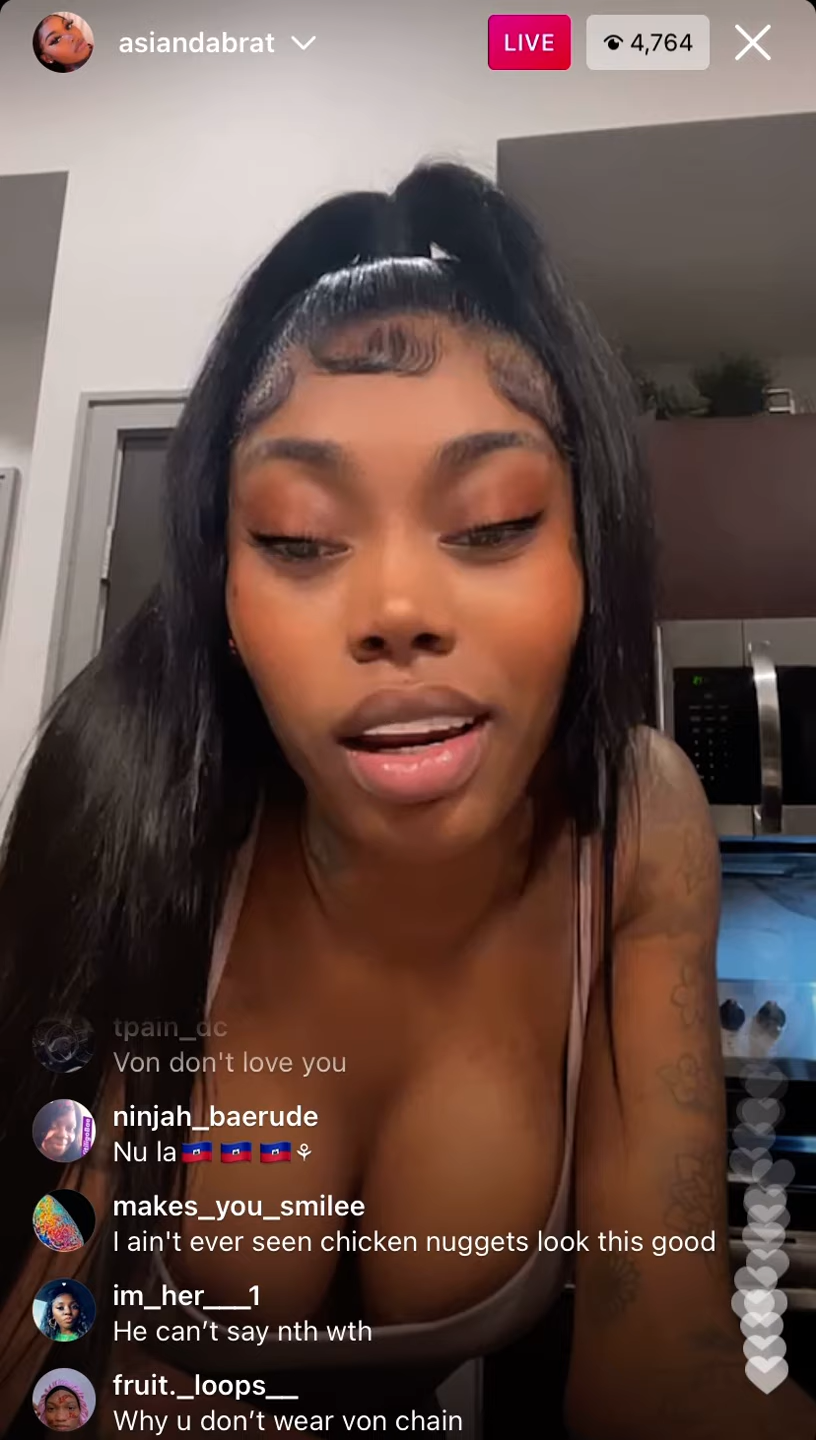 asiandabrat
LIVE
4,764
tpain_dc
Von don't love you
ninjah_baerude
Nu la🇭🇹 🇭🇹 🇭🇹⚘
makes_you_smilee
I ain't ever seen chicken nuggets look this good
im_her___1
He can’t say nth wth
fruit._loops__
Why u don’t wear von chain